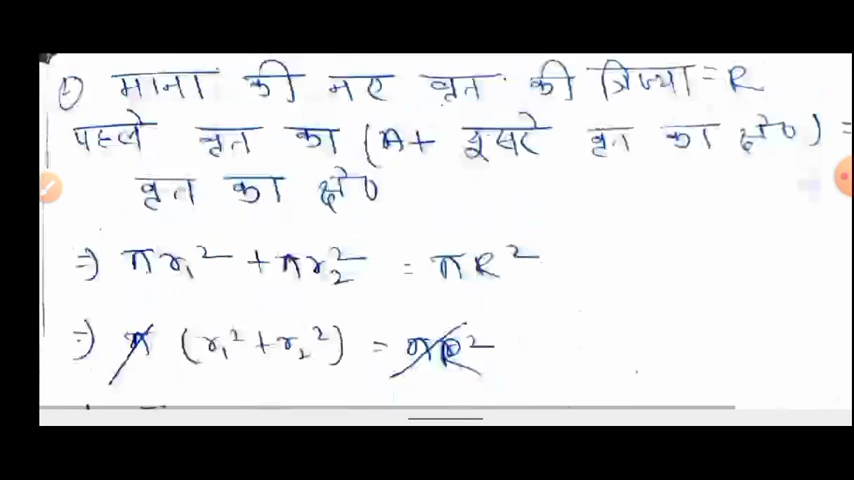 ① माना की नए वृत की त्रिज्या = R
पहले वृत का (A + दूसरे वृत का क्षे०) =
वृत का क्षे०
⇒ πr₁² + πr₂² = πR²
⇒ π (r₁² + r₂²) = πR²